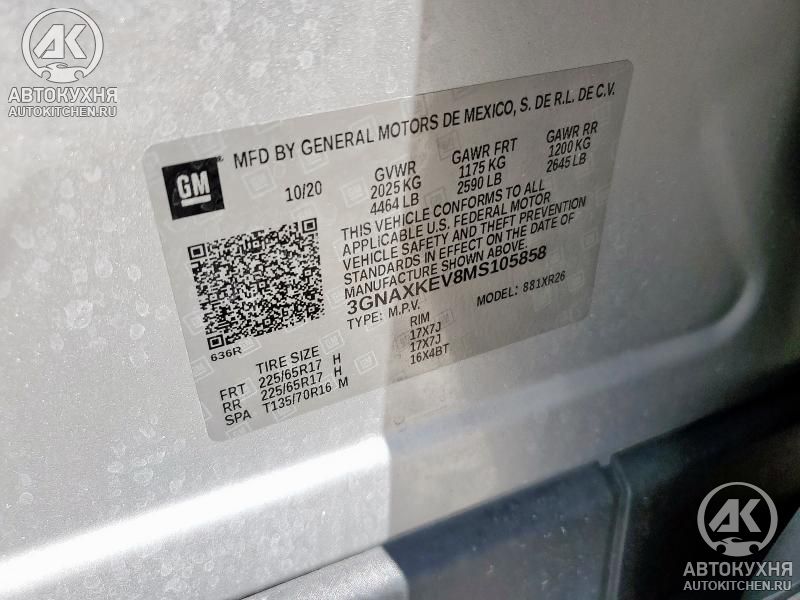 AK
АВТОКУХНЯ
AUTOKITCHEN.RU
GM
MFD BY GENERAL MOTORS DE MEXICO, S. DE R.L. DE C.V.
10/20 GVWR GAWR FRT GAWR RR
2025 KG 1175 KG 1200 KG
4464 LB 2590 LB 2645 LB
THIS VEHICLE CONFORMS TO ALL
APPLICABLE U.S. FEDERAL MOTOR
VEHICLE SAFETY AND THEFT PREVENTION
STANDARDS IN EFFECT ON THE DATE OF
MANUFACTURE SHOWN ABOVE.
3GNAXKEV8MS105858
TYPE: M.P.V. MODEL: 881XR26
636R
TIRE SIZE RIM
FRT 225/65R17 H 17X7J
RR 225/65R17 H 17X7J
SPA T135/70R16 M 16X4BT
AK
АВТОКУХНЯ
AUTOKITCHEN.RU